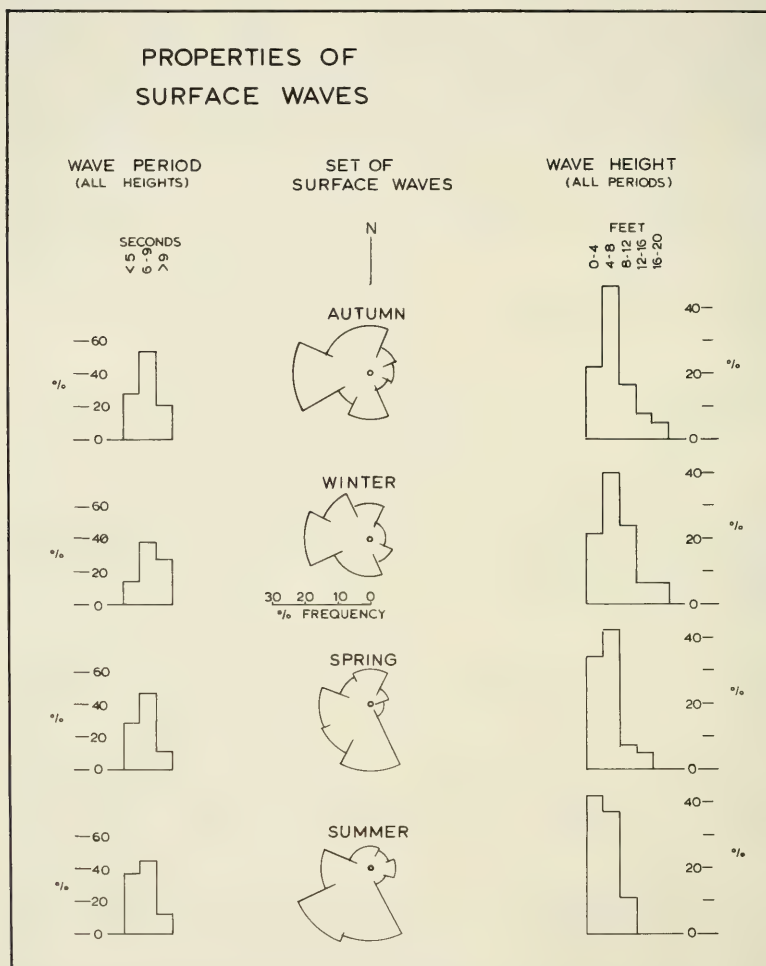 PROPERTIES OF
SURFACE WAVES
WAVE PERIOD
(ALL HEIGHTS)
SET OF
SURFACE WAVES
WAVE HEIGHT
(ALL PERIODS)
SECONDS
< 5
6 - 9
> 9
N
FEET
0-4
4-8
8-12
12-16
16-20
AUTUMN
60
40
20
0
%
40
20
0
%
WINTER
60
40
20
0
%
40
20
0
%
30 20 10 0
% FREQUENCY
SPRING
60
40
20
0
%
40
20
0
%
SUMMER
60
40
20
0
%
40
20
0
%